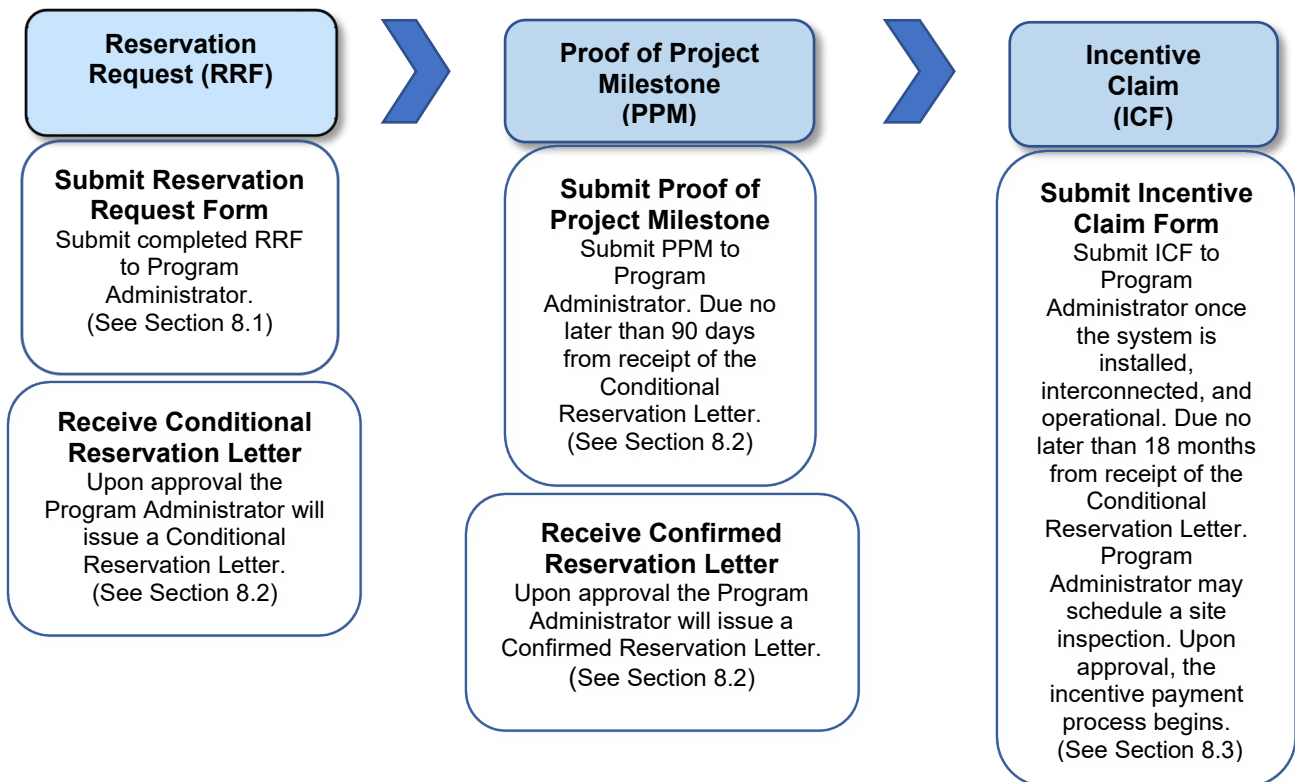 Reservation
Request (RRF)
Submit Reservation
Request Form
Submit completed RRF
to Program
Administrator.
(See Section 8.1)
Receive Conditional
Reservation Letter
Upon approval the
Program Administrator will
issue a Conditional
Reservation Letter.
(See Section 8.2)
Proof of Project
Milestone
(PPM)
Submit Proof of
Project Milestone
Submit PPM to
Program
Administrator. Due no
later than 90 days
from receipt of the
Conditional
Reservation Letter.
(See Section 8.2)
Receive Confirmed
Reservation Letter
Upon approval the Program
Administrator will issue a
Confirmed Reservation Letter.
(See Section 8.2)
Incentive
Claim
(ICF)
Submit Incentive
Claim Form
Submit ICF to
Program
Administrator once
the system is
installed,
interconnected, and
operational. Due no
later than 18 months
from receipt of the
Conditional
Reservation Letter.
Program
Administrator may
schedule a site
inspection. Upon
approval, the
incentive payment
process begins.
(See Section 8.3)